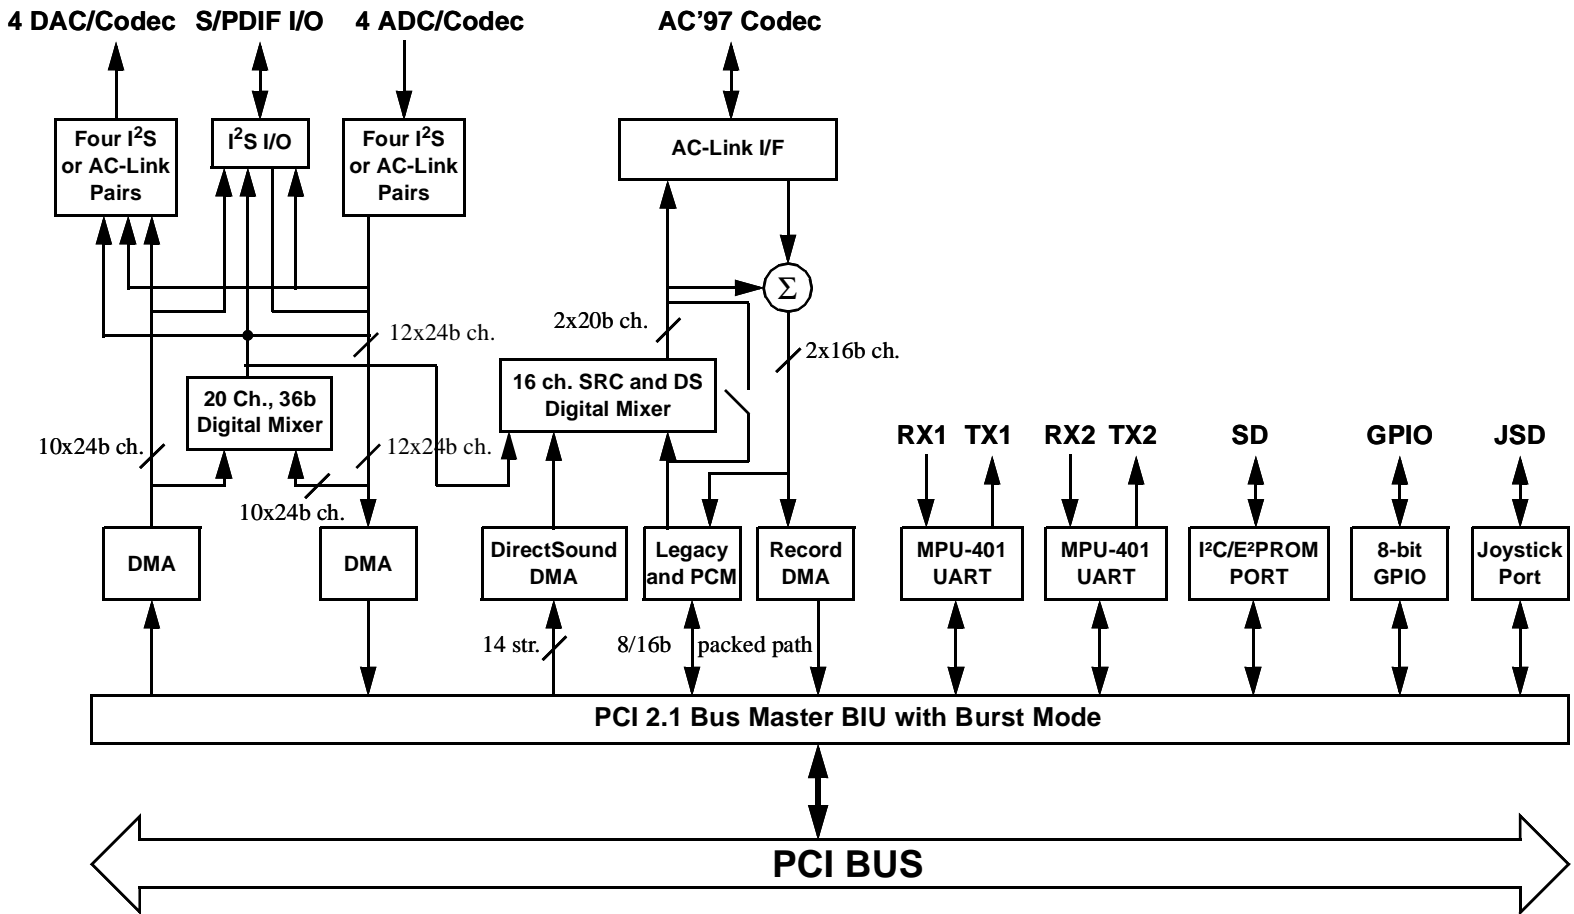 4 DAC/Codec S/PDIF I/O 4 ADC/Codec AC'97 Codec
Four I²S
or AC-Link
Pairs
I²S I/O
Four I²S
or AC-Link
Pairs
AC-Link I/F
Σ
2x20b ch.
12x24b ch.
2x16b ch.
20 Ch., 36b
Digital Mixer
16 ch. SRC and DS
Digital Mixer
10x24b ch.
12x24b ch.
10x24b ch.
RX1 TX1 RX2 TX2 SD GPIO JSD
DMA
DMA
DirectSound
DMA
Legacy
and PCM
Record
DMA
MPU-401
UART
MPU-401
UART
I²C/E²PROM
PORT
8-bit
GPIO
Joystick
Port
14 str.
8/16b packed path
PCI 2.1 Bus Master BIU with Burst Mode
PCI BUS